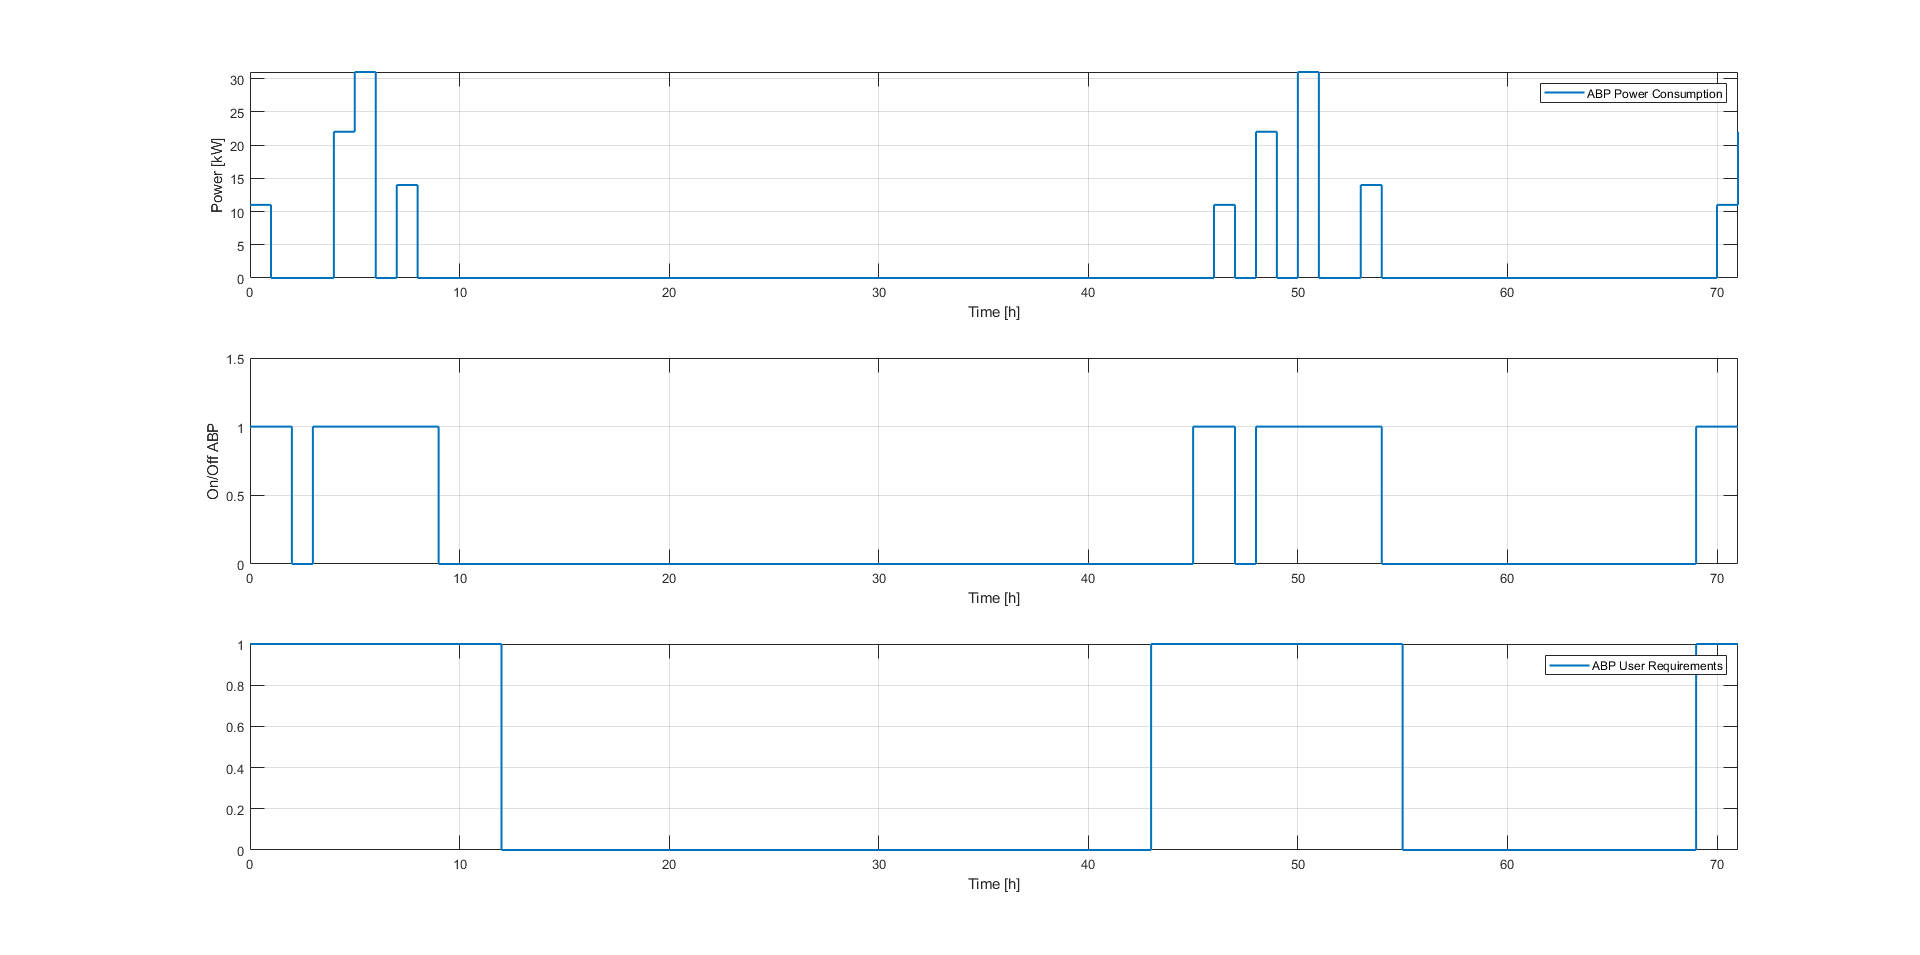 30
25
20
15
10
5
0
Power [kW]
ABP Power Consumption
0 10 20 30 40 50 60 70
Time [h]
1.5
1
0.5
0
On/Off ABP
0 10 20 30 40 50 60 70
Time [h]
1
0.8
0.6
0.4
0.2
0
ABP User Requirements
0 10 20 30 40 50 60 70
Time [h]